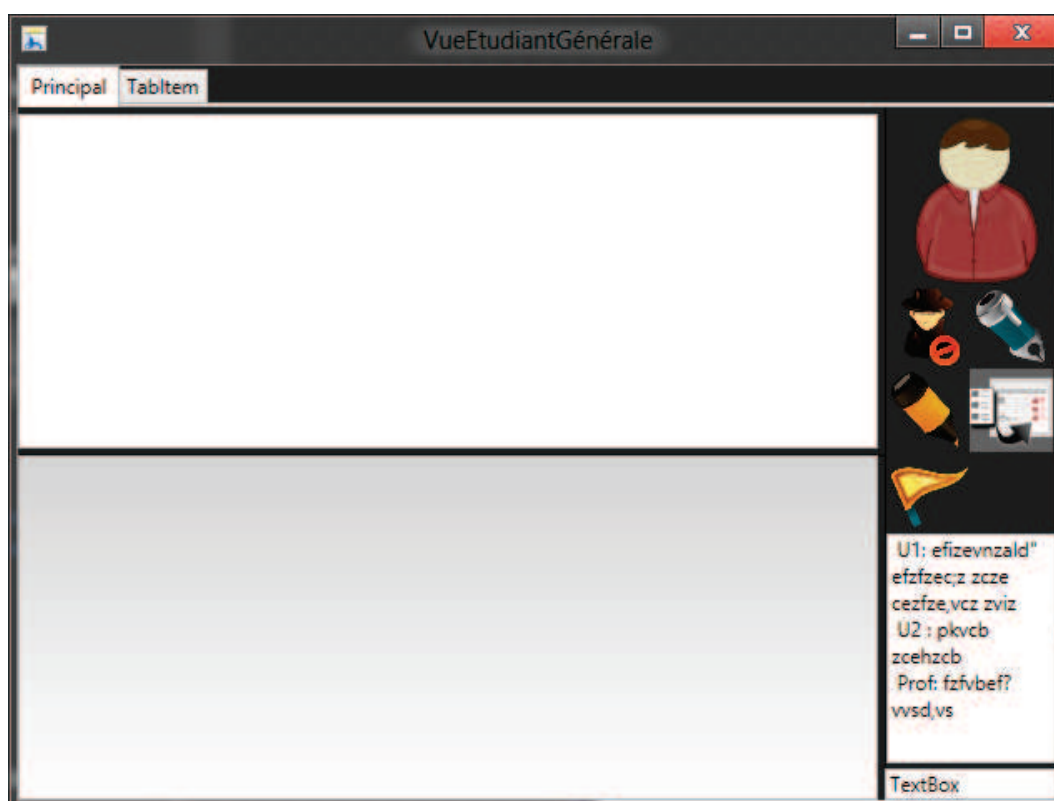 VueEtudiantGénérale
Principal TabItem
U1: efizevnzald"
efzfzec;z zcze
cezfze,vcz zviz
U2 : pkvcb
zcehzcb
Prof: fzfvbef?
vvsd,vs
TextBox